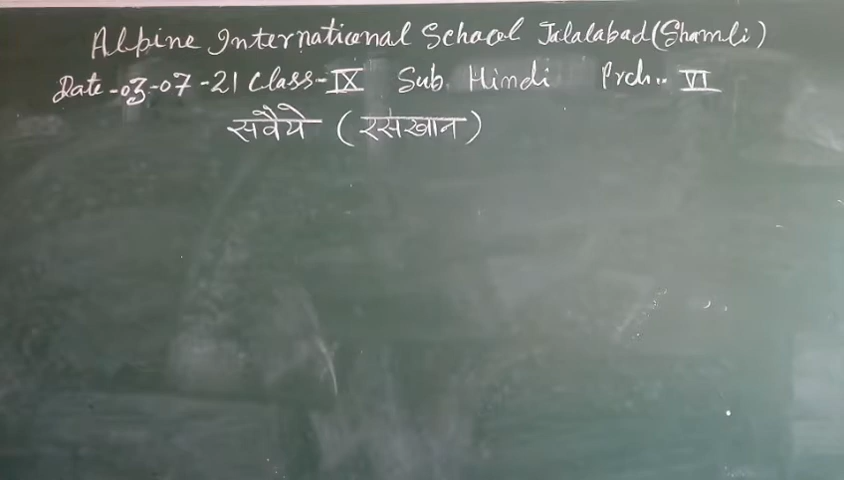 Alpine International School Jalalabad (Shamli)
Date-03-07-21 Class-IX Sub. Hindi Prd:. VI
सवैये (रसखान)